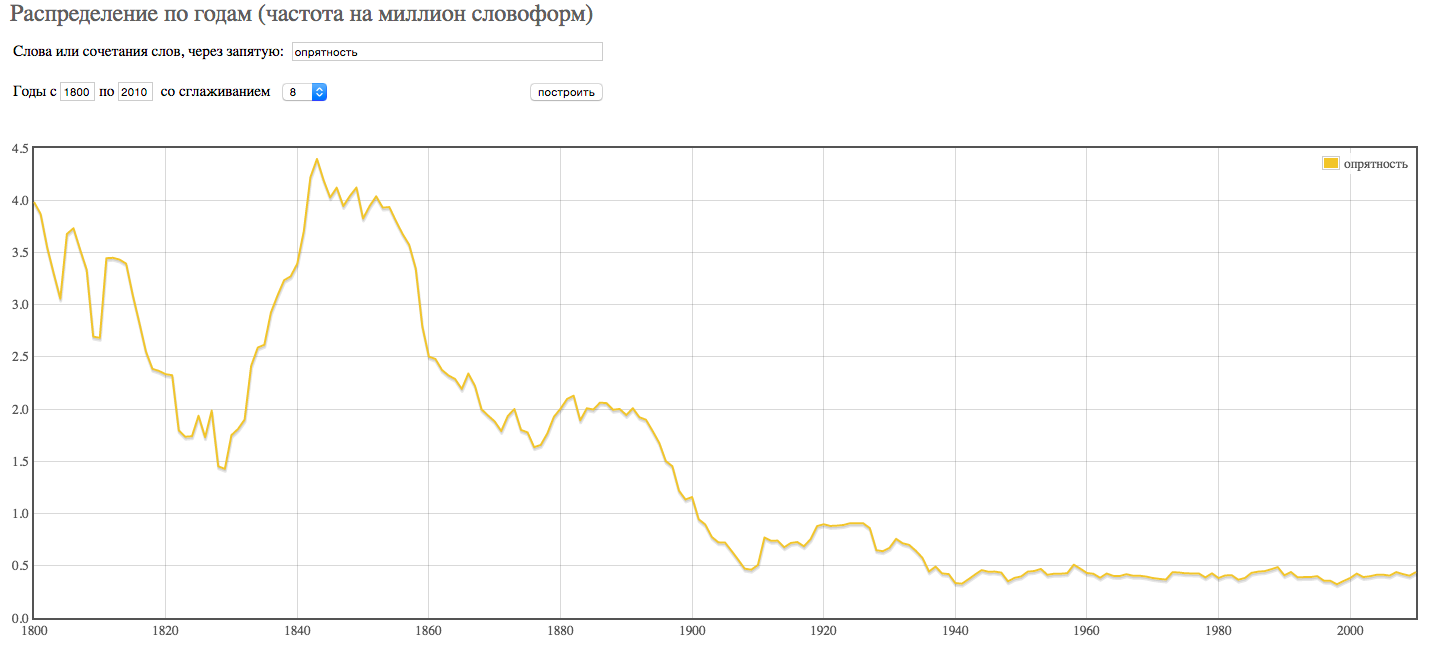 Распределение по годам (частота на миллион словоформ)
Слова или сочетания слов, через запятую: опрятность
Годы с 1800 по 2010 со сглаживанием 8 построить
4.5
опрятность
4.0
3.5
3.0
2.5
2.0
1.5
1.0
0.5
0.0
1800 1820 1840 1860 1880 1900 1920 1940 1960 1980 2000